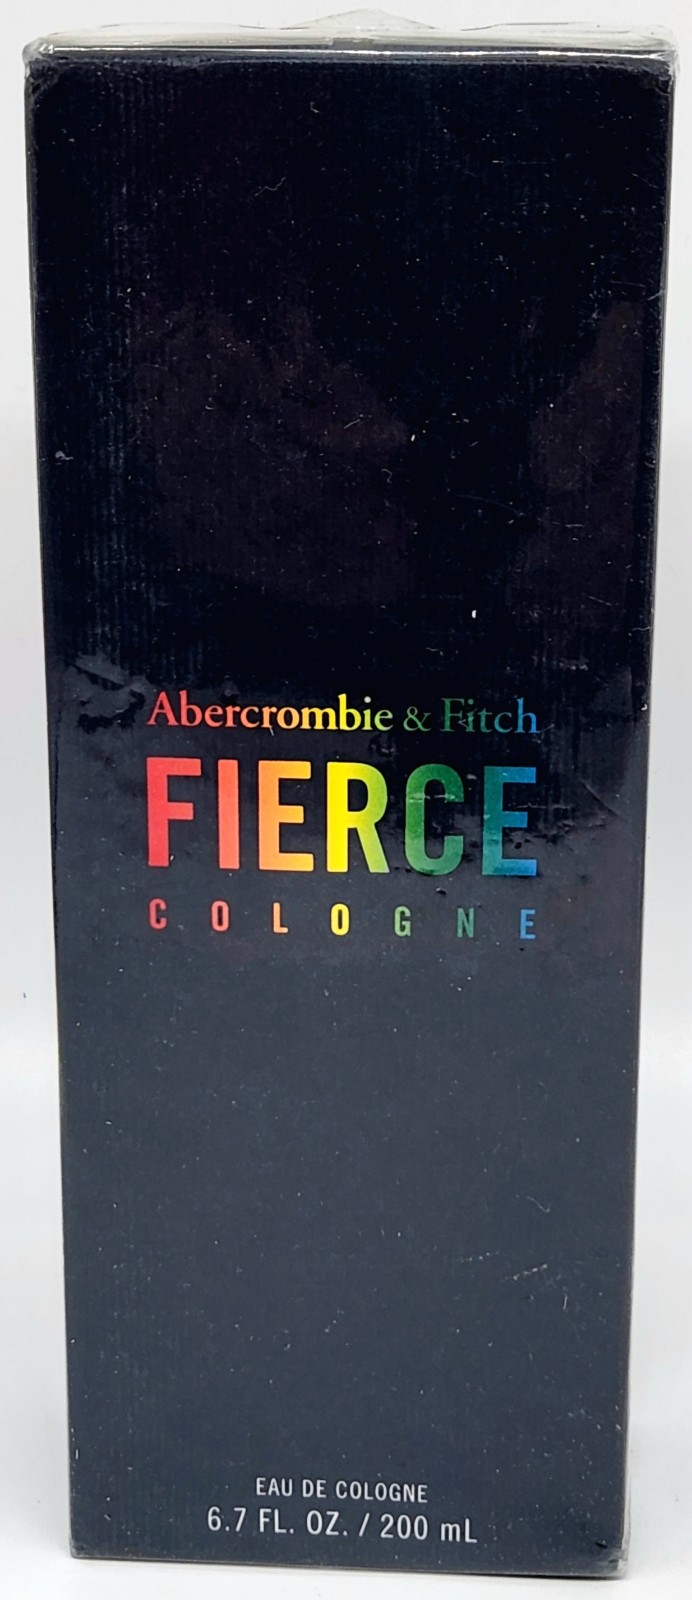 Abercrombie & Fitch
FIERCE
COLOGNE
EAU DE COLOGNE
6.7 FL. OZ. / 200 mL